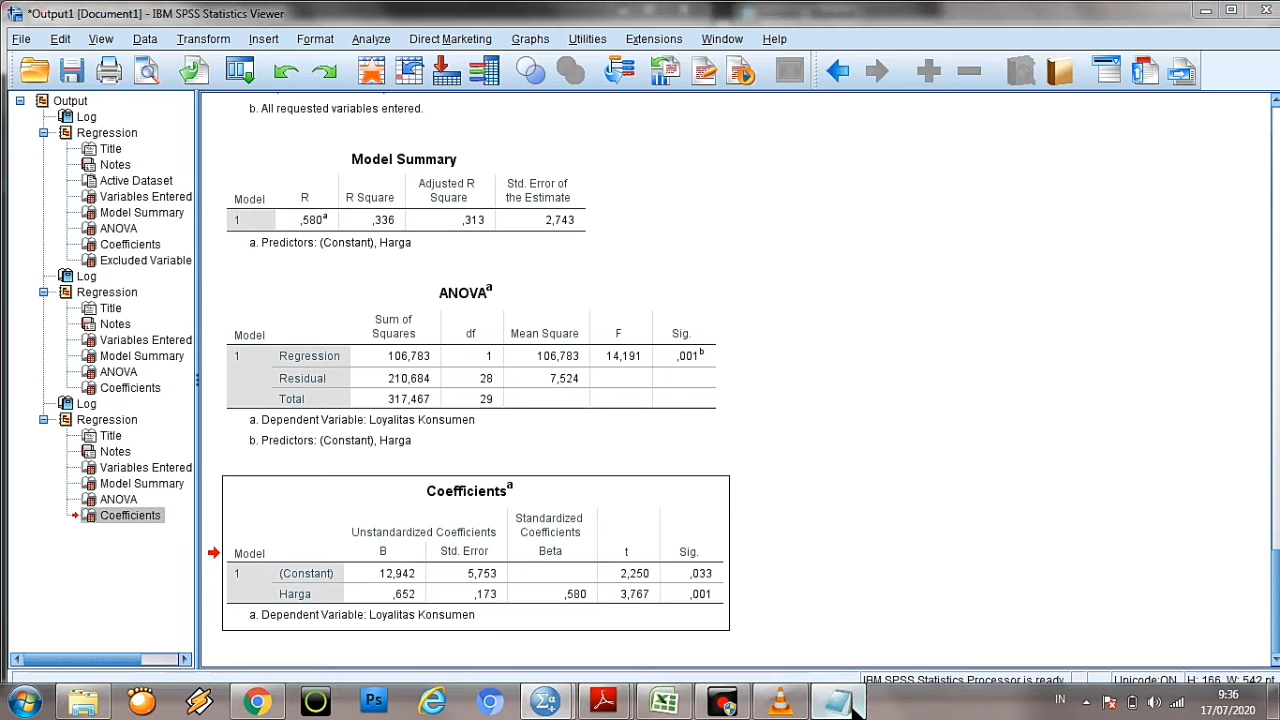 *Output1 [Document1] - IBM SPSS Statistics Viewer
File Edit View Data Transform Insert Format Analyze Direct Marketing Graphs Utilities Extensions Window Help
Output
Log
Regression
Title
Notes
Active Dataset
Variables Entered
Model Summary
ANOVA
Coefficients
Excluded Variable
Log
Regression
Title
Notes
Variables Entered
Model Summary
ANOVA
Coefficients
Log
Regression
Title
Notes
Variables Entered
Model Summary
ANOVA
Coefficients
b. All requested variables entered.
Model Summary
Model R R Square Adjusted R Square Std. Error of the Estimate
1 ,580a ,336 ,313 2,743
a. Predictors: (Constant), Harga
ANOVAa
Model Sum of Squares df Mean Square F Sig.
1 Regression 106,783 1 106,783 14,191 ,001b
Residual 210,684 28 7,524
Total 317,467 29
a. Dependent Variable: Loyalitas Konsumen
b. Predictors: (Constant), Harga
Coefficientsa
Unstandardized Coefficients Standardized Coefficients
Model B Std. Error Beta t Sig.
1 (Constant) 12,942 5,753 2,250 ,033
Harga ,652 ,173 ,580 3,767 ,001
a. Dependent Variable: Loyalitas Konsumen
IBM SPSS Statistics Processor is ready Unicode:ON H: 166, W: 542 pt.
Ps
IN
9:36
17/07/2020